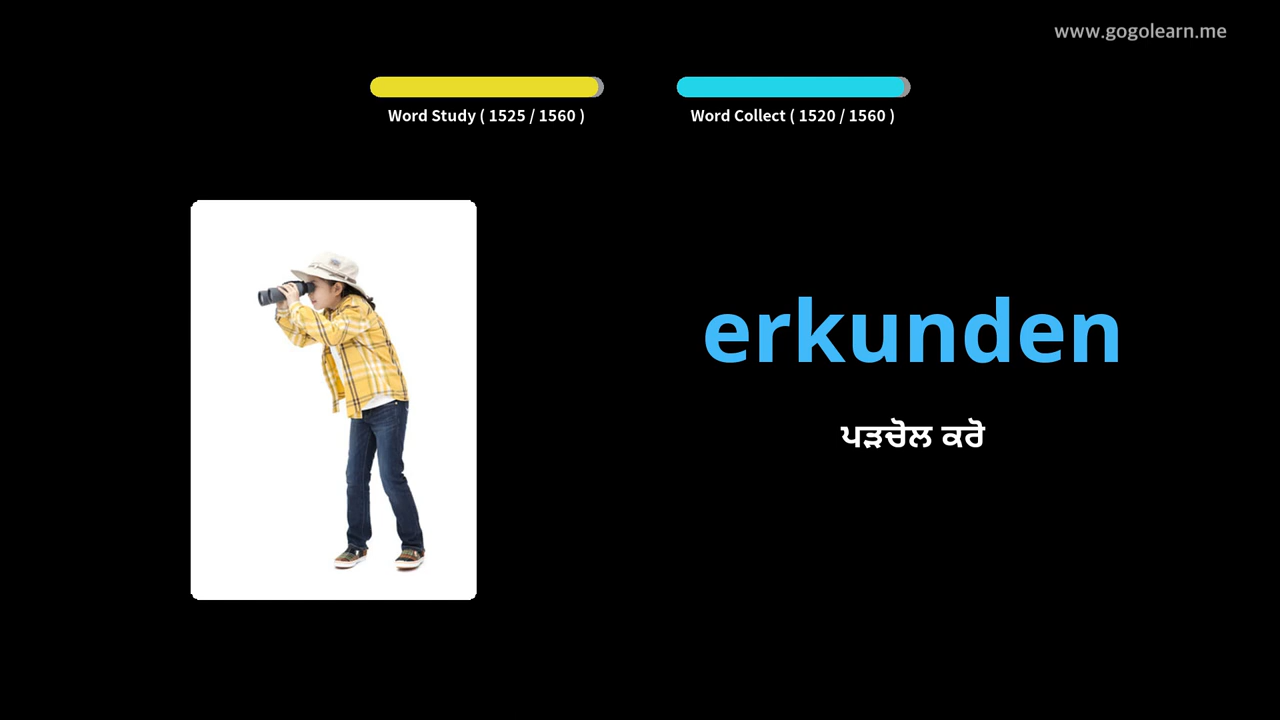 www.gogolearn.me
Word Study ( 1525 / 1560 )
Word Collect ( 1520 / 1560 )
erkunden
ਪੜਚੋਲ ਕਰੋ